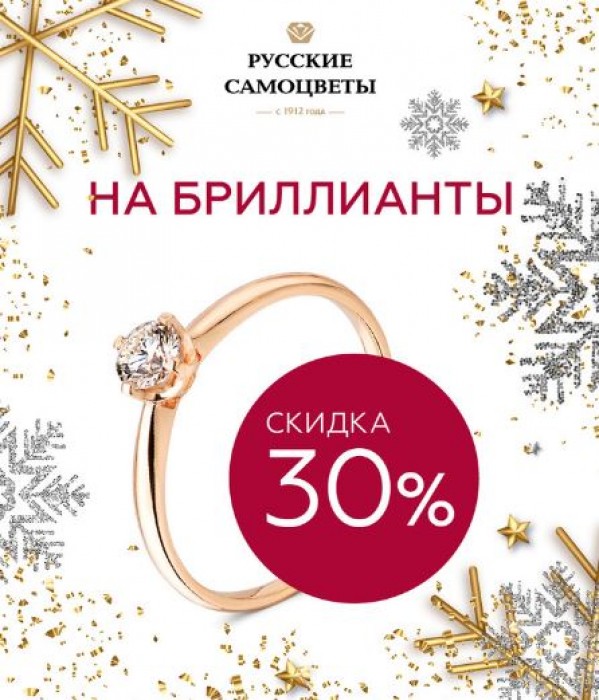 РУССКИЕ
САМОЦВЕТЫ
с 1912 года
НА БРИЛЛИАНТЫ
СКИДКА
30%